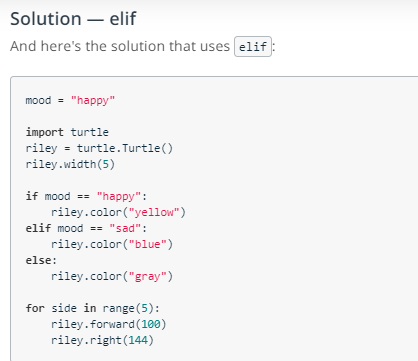 Solution — elif
And here's the solution that uses elif:
mood = "happy"
import turtle
riley = turtle.Turtle()
riley.width(5)
if mood == "happy":
    riley.color("yellow")
elif mood == "sad":
    riley.color("blue")
else:
    riley.color("gray")
for side in range(5):
    riley.forward(100)
    riley.right(144)